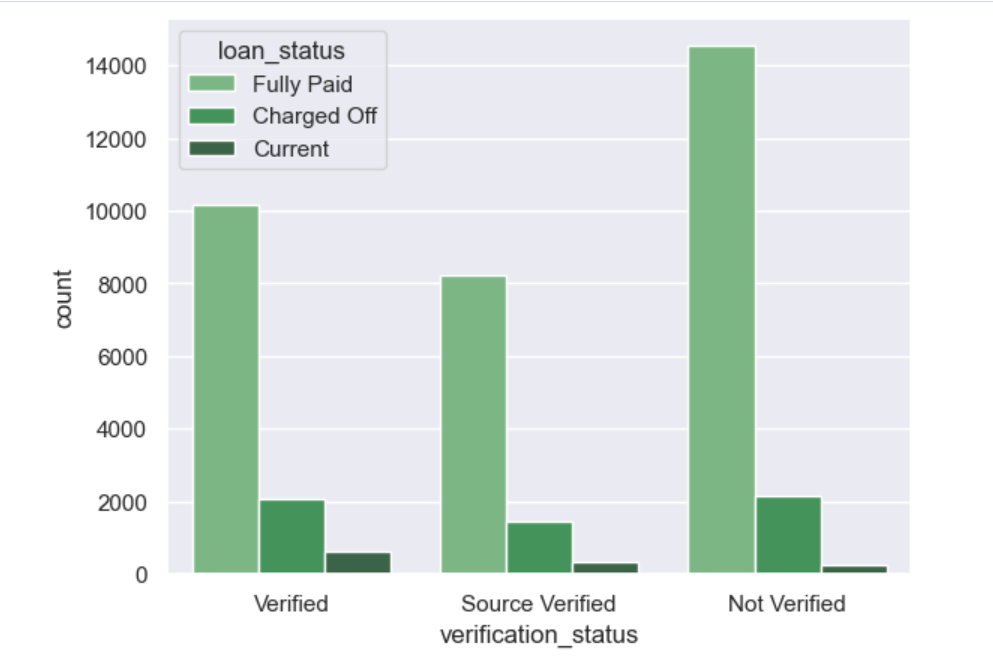 loan_status
Fully Paid
Charged Off
Current
14000
12000
10000
8000
6000
4000
2000
0
count
Verified
Source Verified
Not Verified
verification_status